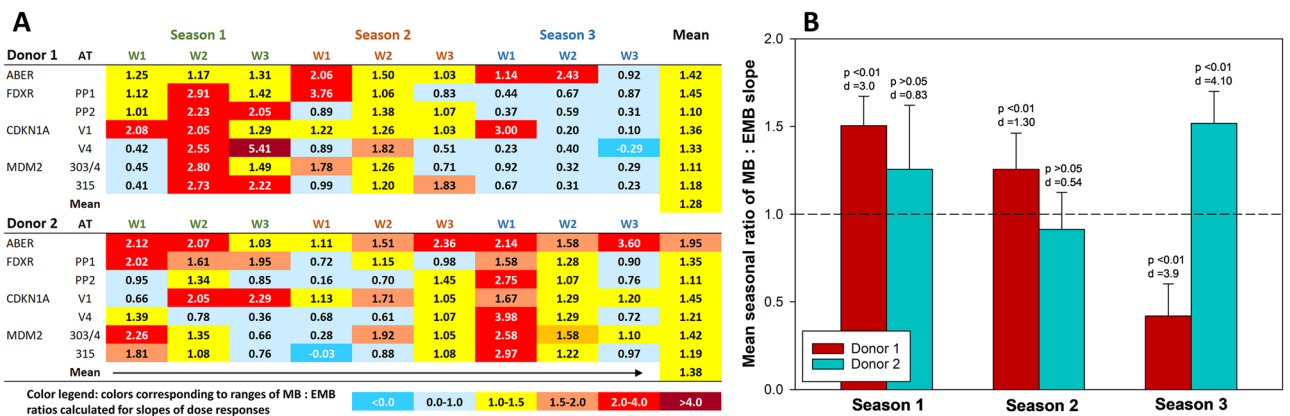 A
Season 1 Season 2 Season 3 Mean
Donor 1 AT W1 W2 W3 W1 W2 W3 W1 W2 W3
ABER 1.25 1.17 1.31 2.06 1.50 1.03 1.14 2.43 0.92 1.42
FDXR PP1 1.12 2.91 1.42 3.76 1.06 0.83 0.44 0.67 0.87 1.45
PP2 1.01 2.23 2.05 0.89 1.38 1.07 0.37 0.59 0.31 1.10
CDKN1A V1 2.08 2.05 1.29 1.22 1.26 1.03 3.00 0.20 0.10 1.36
V4 0.42 2.55 5.41 0.89 1.82 0.51 0.23 0.40 -0.29 1.33
MDM2 303/4 0.45 2.80 1.49 1.78 1.26 0.71 0.92 0.32 0.29 1.11
315 0.41 2.73 2.22 0.99 1.20 1.83 0.67 0.31 0.23 1.18
Mean 1.28
Donor 2 AT W1 W2 W3 W1 W2 W3 W1 W2 W3
ABER 2.12 2.07 1.03 1.11 1.51 2.36 2.14 1.58 3.60 1.95
FDXR PP1 2.02 1.61 1.95 0.72 1.15 0.98 1.58 1.28 0.90 1.35
PP2 0.95 1.34 0.85 0.16 0.70 1.45 2.75 1.07 0.76 1.11
CDKN1A V1 0.66 2.05 2.29 1.13 1.71 1.05 1.67 1.29 1.20 1.45
V4 1.39 0.78 0.36 0.68 0.61 1.07 3.98 1.29 0.72 1.21
MDM2 303/4 2.26 1.35 0.66 0.28 1.92 1.05 2.58 1.58 1.10 1.42
315 1.81 1.08 0.76 -0.03 0.88 1.08 2.97 1.22 0.97 1.19
Mean 1.38
Color legend: colors corresponding to ranges of MB : EMB
ratios calculated for slopes of dose responses
<0.0 0.0-1.0 1.0-1.5 1.5-2.0 2.0-4.0 >4.0
B
Mean seasonal ratio of MB : EMB slope
2.0
1.5
1.0
0.5
0.0
p <0.01
d =3.0
p >0.05
d =0.83
p <0.01
d =1.30
p >0.05
d =0.54
p <0.01
d =3.9
p <0.01
d =4.10
Donor 1
Donor 2
Season 1 Season 2 Season 3